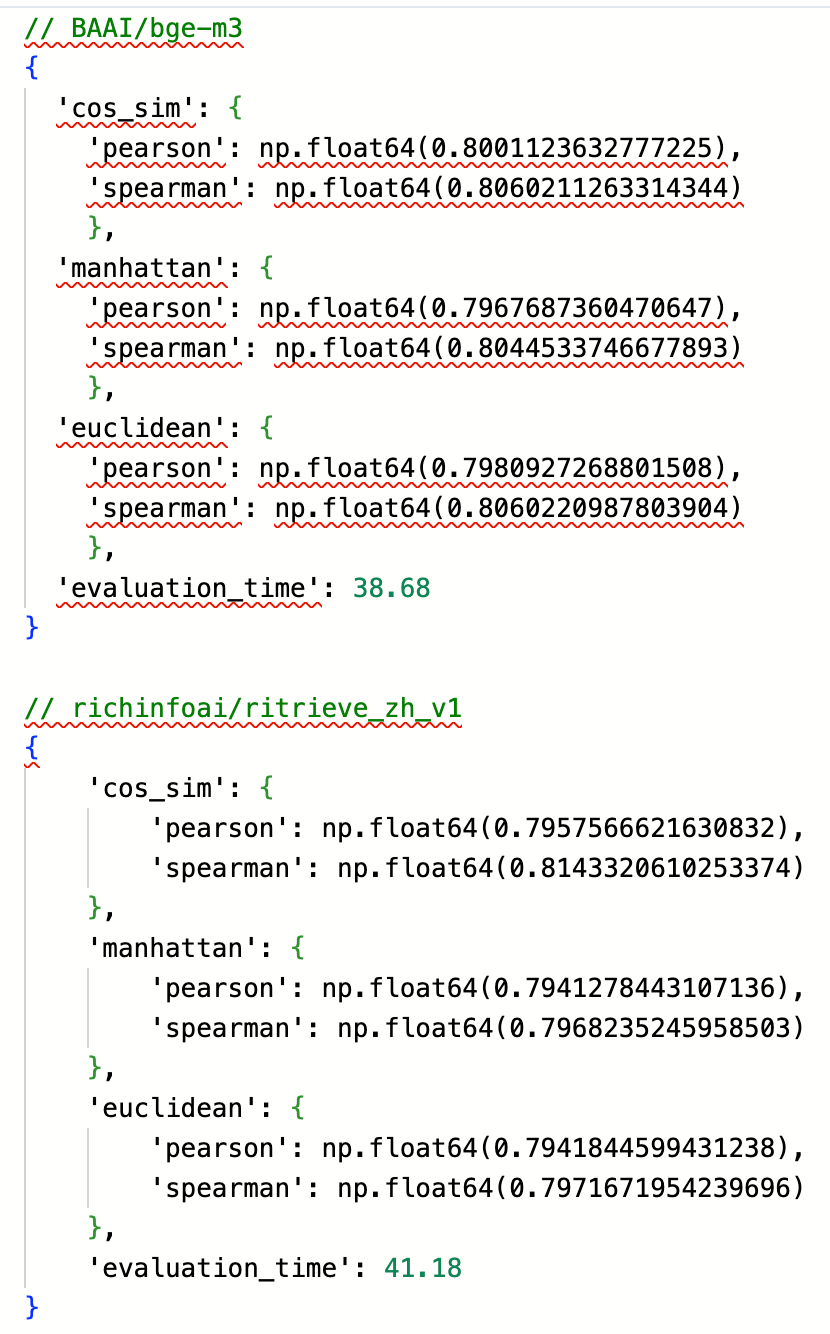 // BAAI/bge-m3
{
'cos_sim': {
'pearson': np.float64(0.8001123632777225),
'spearman': np.float64(0.8060211263314344)
},
'manhattan': {
'pearson': np.float64(0.7967687360470647),
'spearman': np.float64(0.8044533746677893)
},
'euclidean': {
'pearson': np.float64(0.7980927268801508),
'spearman': np.float64(0.8060220987803904)
},
'evaluation_time': 38.68
}
// richinfoai/ritrieve_zh_v1
{
'cos_sim': {
'pearson': np.float64(0.7957566621630832),
'spearman': np.float64(0.8143320610253374)
},
'manhattan': {
'pearson': np.float64(0.7941278443107136),
'spearman': np.float64(0.7968235245958503)
},
'euclidean': {
'pearson': np.float64(0.7941844599431238),
'spearman': np.float64(0.7971671954239696)
},
'evaluation_time': 41.18
}